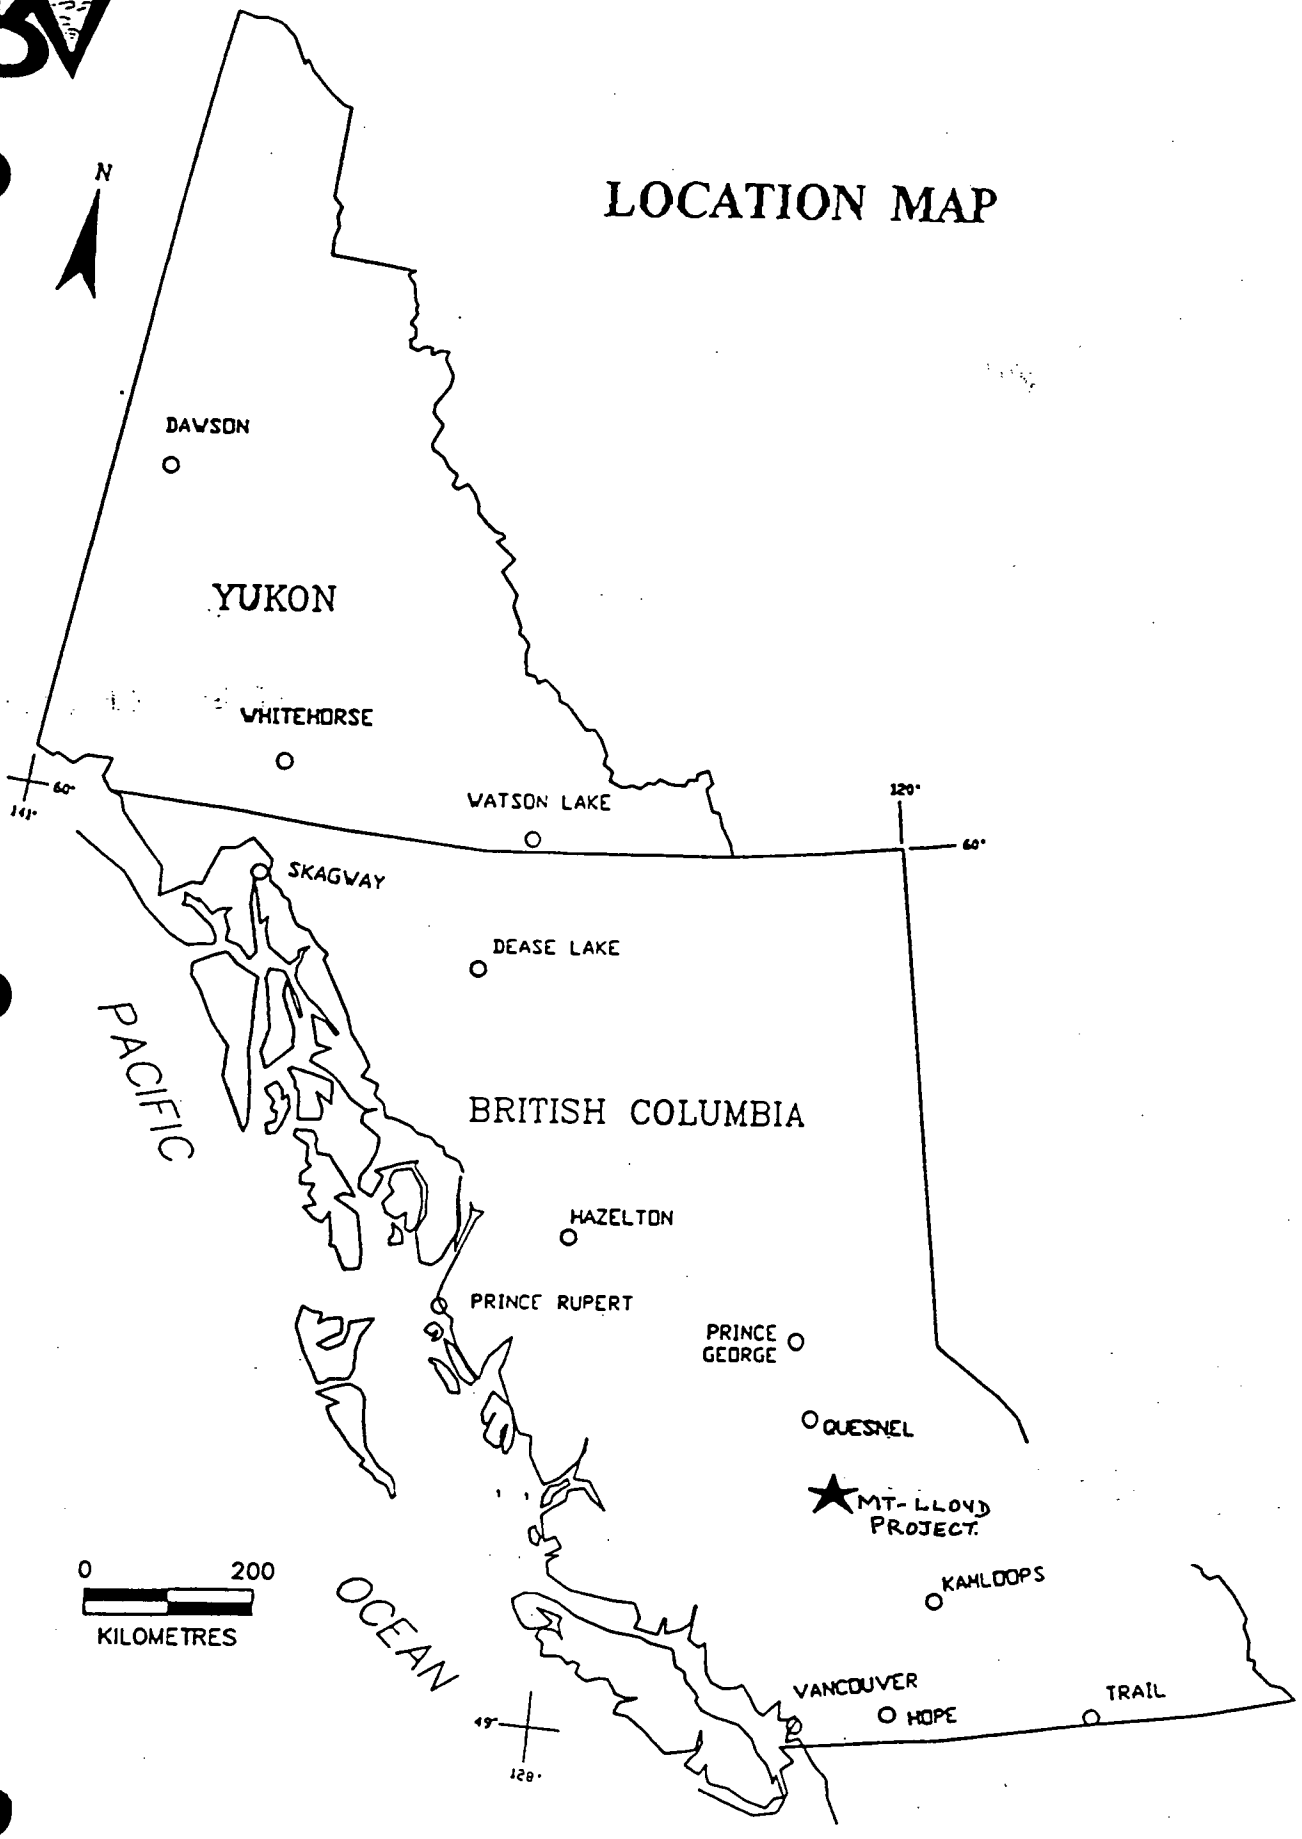 N
LOCATION MAP
DAWSON
YUKON
WHITEHORSE
WATSON LAKE
120°
60°
60°
141°
SKAGWAY
DEASE LAKE
PACIFIC
BRITISH COLUMBIA
HAZELTON
PRINCE RUPERT
PRINCE
GEORGE
QUESNEL
MT-LLOYD
PROJECT.
KAMLOOPS
0 200
KILOMETRES
OCEAN
VANCOUVER
HOPE
TRAIL
49°
128°